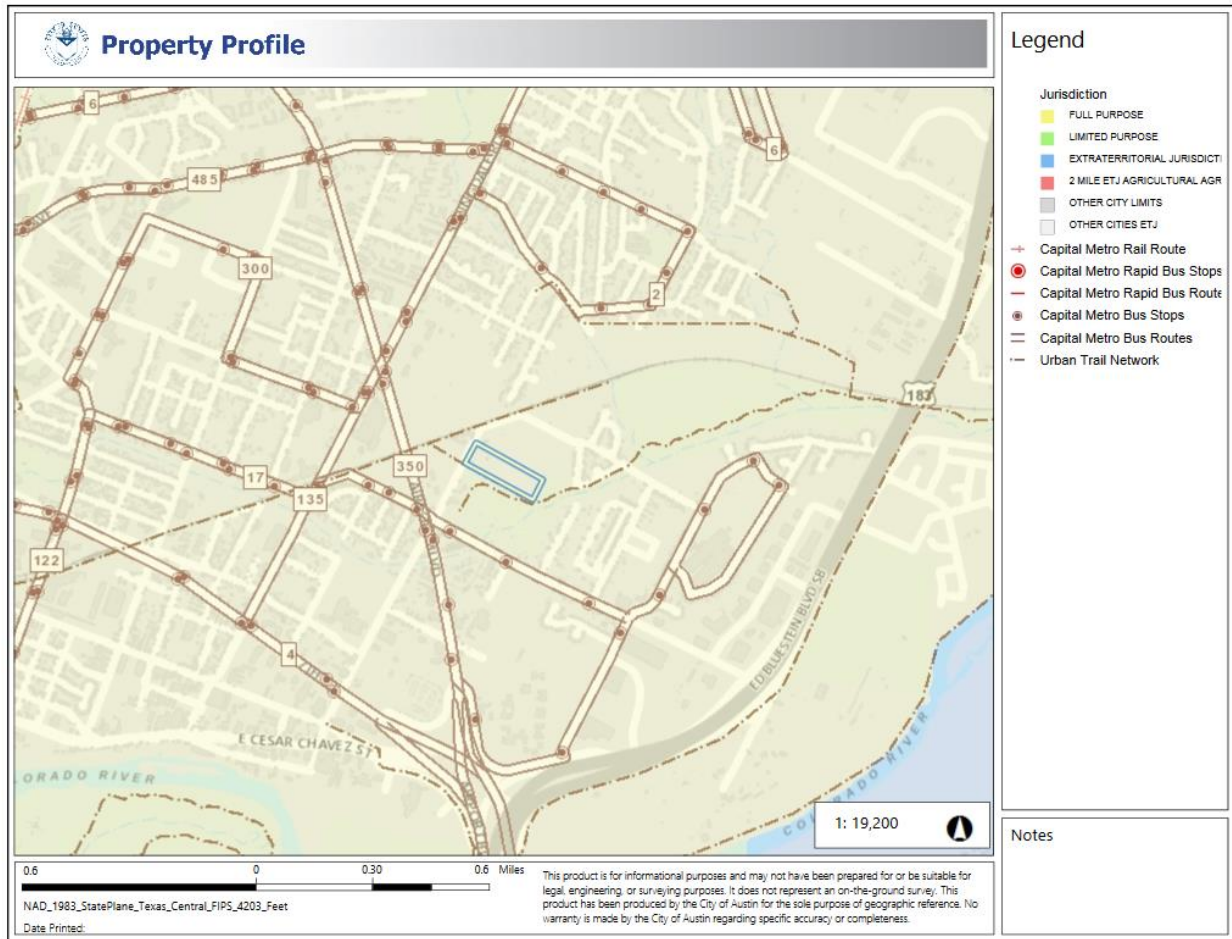 Property Profile
6
485
AVE
300
2
6
183
17
135
350
122
4
7TH ST
AIRPORT BLVD
ED BLUESTEIN BLVD SB
E CESAR CHAVEZ ST
COLORADO RIVER
1: 19,200
Legend
Jurisdiction
FULL PURPOSE
LIMITED PURPOSE
EXTRATERRITORIAL JURISDICTI
2 MILE ETJ AGRICULTURAL AGR
OTHER CITY LIMITS
OTHER CITIES ETJ
Capital Metro Rail Route
Capital Metro Rapid Bus Stops
Capital Metro Rapid Bus Route
Capital Metro Bus Stops
Capital Metro Bus Routes
Urban Trail Network
Notes
0.6 0 0.30 0.6 Miles
NAD_1983_StatePlane_Texas_Central_FIPS_4203_Feet
Date Printed:
This product is for informational purposes and may not have been prepared for or be suitable for
legal, engineering, or surveying purposes. It does not represent an on-the-ground survey. This
product has been produced by the City of Austin for the sole purpose of geographic reference. No
warranty is made by the City of Austin regarding specific accuracy or completeness.